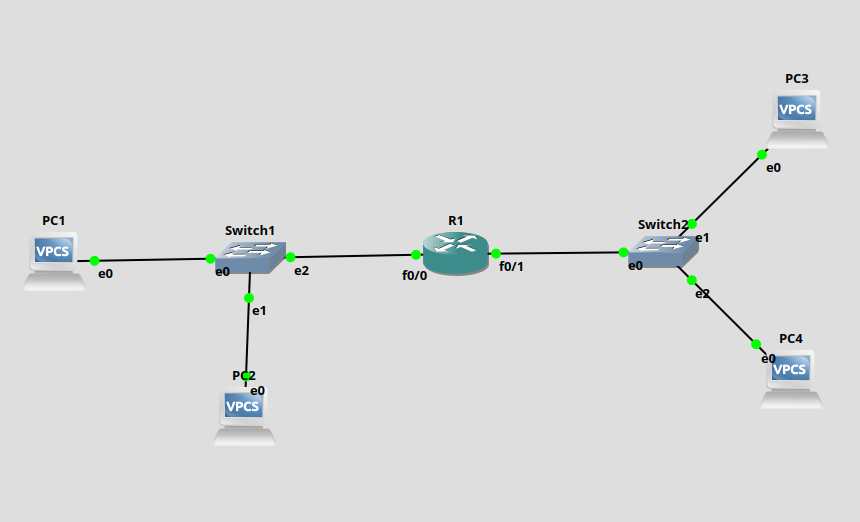 PC3
VPCS
e0
PC1
VPCS
e0
Switch1
e0
e2
e1
R1
f0/0
f0/1
Switch2
e0
e1
e2
PC2
e0
VPCS
PC4
e0
VPCS